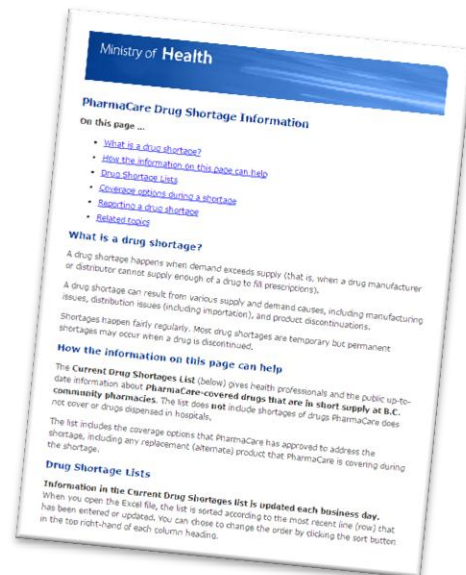 Ministry of Health
PharmaCare Drug Shortage Information
On this page ...
What is a drug shortage?
How the information on this page can help
Drug Shortage Lists
Coverage options during a shortage
Reporting a drug shortage
Related topics
What is a drug shortage?
A drug shortage happens when demand exceeds supply (that is, when a drug manufacturer
or distributor cannot supply enough of a drug to fill prescriptions).
A drug shortage can result from various supply and demand causes, including manufacturing
issues, distribution issues (including importation), and product discontinuations.
Shortages happen fairly regularly. Most drug shortages are temporary but permanent
shortages may occur when a drug is discontinued.
How the information on this page can help
The Current Drug Shortages List (below) gives health professionals and the public up-to-
date information about PharmaCare-covered drugs that are in short supply at B.C.
community pharmacies. The list does not include shortages of drugs PharmaCare does
not cover or drugs dispensed in hospitals.
The list includes the coverage options that PharmaCare has approved to address the
shortage, including any replacement (alternate) product that PharmaCare is covering during
the shortage.
Drug Shortage Lists
Information in the Current Drug Shortages list is updated each business day.
When you open the Excel file, the list is sorted according to the most recent line (row) that
has been entered or updated. You can chose to change the order by clicking the sort button
in the top right-hand of each column heading.